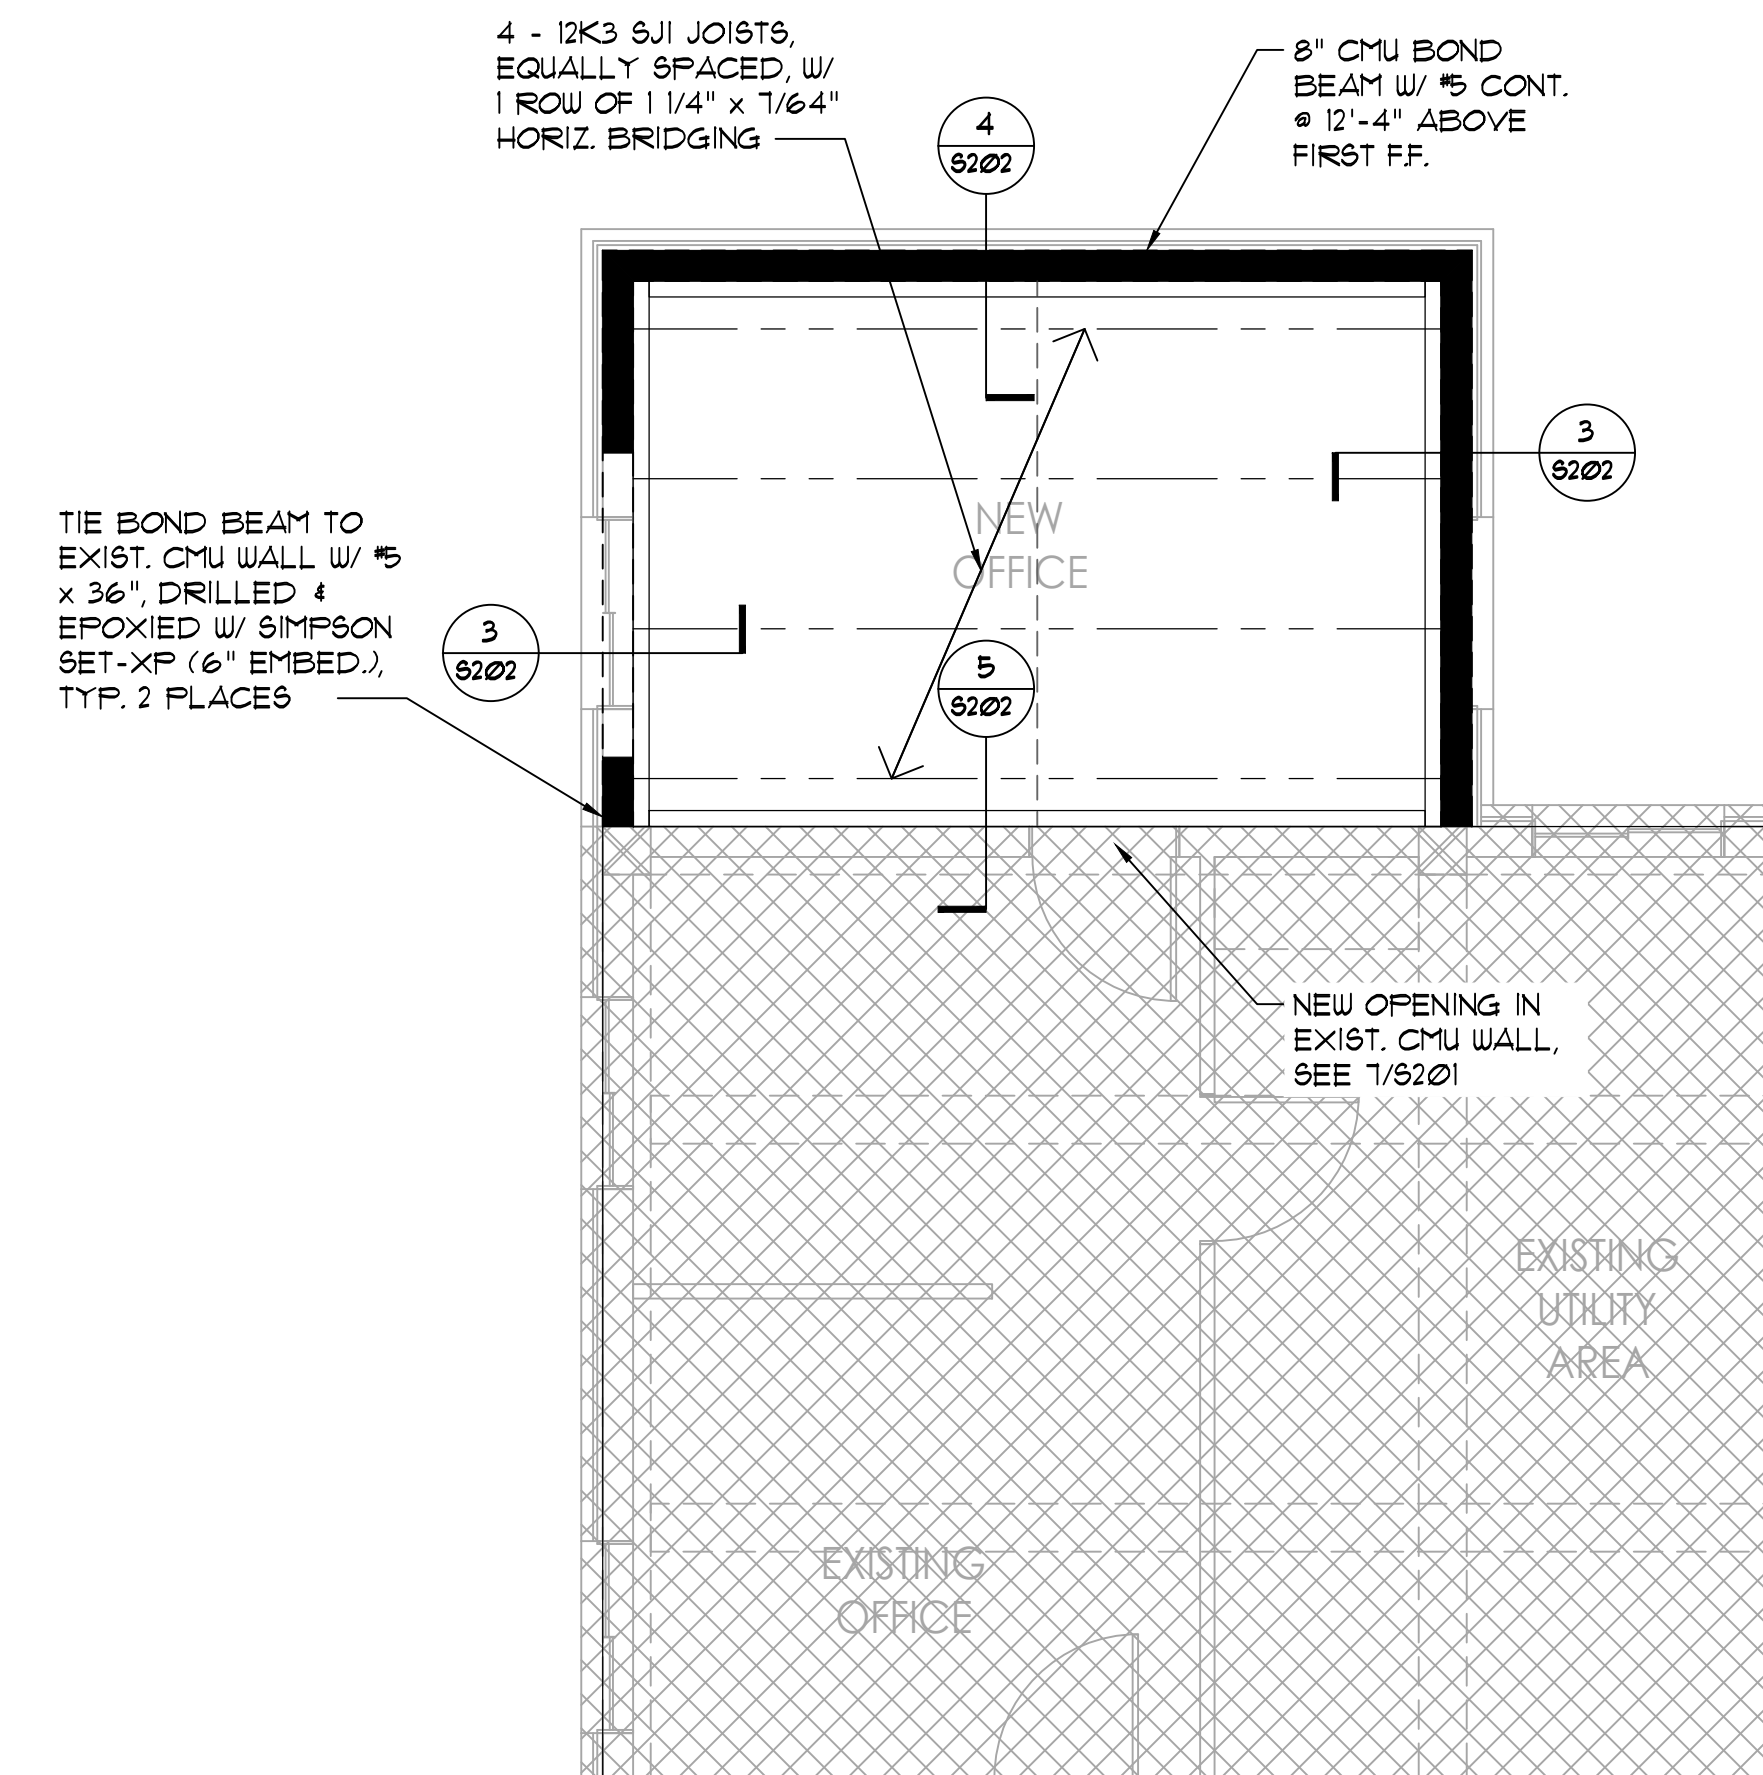 4 - 12K3 SJI JOISTS,
EQUALLY SPACED, W/
1 ROW OF 1 1/4" x 7/64"
HORIZ. BRIDGING
8" CMU BOND
BEAM W/ #5 CONT.
@ 12'-4" ABOVE
FIRST F.F.
4
S202
3
S202
NEW
OFFICE
TIE BOND BEAM TO
EXIST. CMU WALL W/ #5
x 36", DRILLED &
EPOXIED W/ SIMPSON
SET-XP (6" EMBED.),
TYP. 2 PLACES
3
S202
5
S202
NEW OPENING IN
EXIST. CMU WALL,
SEE 7/S201
EXISTING
UTILITY
AREA
EXISTING
OFFICE